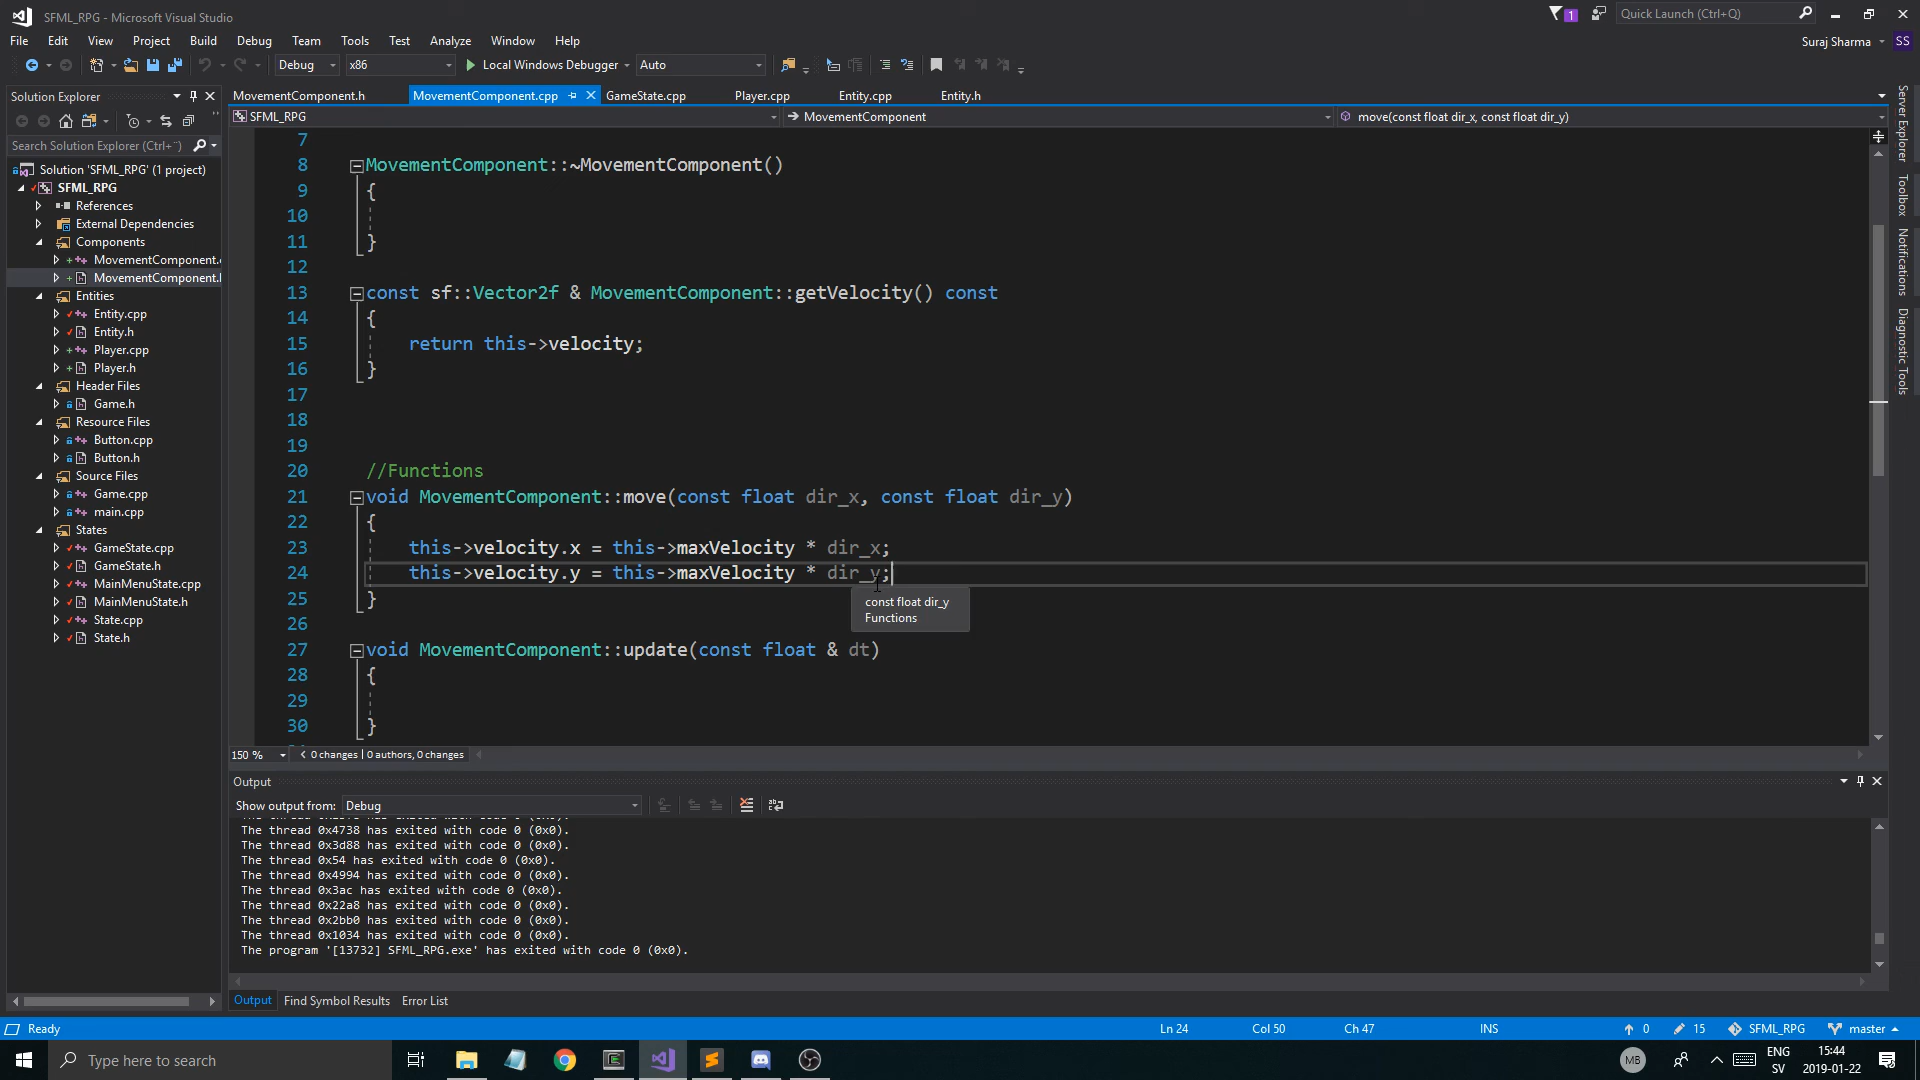 SFML_RPG - Microsoft Visual Studio
1
Quick Launch (Ctrl+Q)
File Edit View Project Build Debug Team Tools Test Analyze Window Help
Suraj Sharma SS
Debug x86 Local Windows Debugger Auto
Solution Explorer
MovementComponent.h MovementComponent.cpp GameState.cpp Player.cpp Entity.cpp Entity.h
SFML_RPG MovementComponent move(const float dir_x, const float dir_y)
Search Solution Explorer (Ctrl+¨)
Solution 'SFML_RPG' (1 project)
SFML_RPG
References
External Dependencies
Components
MovementComponent.
MovementComponent.
Entities
Entity.cpp
Entity.h
Player.cpp
Player.h
Header Files
Game.h
Resource Files
Button.cpp
Button.h
Source Files
Game.cpp
main.cpp
States
GameState.cpp
GameState.h
MainMenuState.cpp
MainMenuState.h
State.cpp
State.h
7
8 MovementComponent::~MovementComponent()
9 {
10
11 }
12
13 const sf::Vector2f & MovementComponent::getVelocity() const
14 {
15 return this->velocity;
16 }
17
18
19
20 //Functions
21 void MovementComponent::move(const float dir_x, const float dir_y)
22 {
23 this->velocity.x = this->maxVelocity * dir_x;
24 this->velocity.y = this->maxVelocity * dir_y;
25 }
const float dir_y
Functions
26
27 void MovementComponent::update(const float & dt)
28 {
29
30 }
150 % 0 changes | 0 authors, 0 changes
Output
Show output from: Debug
The thread 0x4738 has exited with code 0 (0x0).
The thread 0x3d88 has exited with code 0 (0x0).
The thread 0x54 has exited with code 0 (0x0).
The thread 0x4994 has exited with code 0 (0x0).
The thread 0x3ac has exited with code 0 (0x0).
The thread 0x22a8 has exited with code 0 (0x0).
The thread 0x2bb0 has exited with code 0 (0x0).
The thread 0x1034 has exited with code 0 (0x0).
The program '[13732] SFML_RPG.exe' has exited with code 0 (0x0).
Output Find Symbol Results Error List
Server Explorer
Toolbox
Notifications
Diagnostic Tools
Ready Ln 24 Col 50 Ch 47 INS 0 15 SFML_RPG master
Type here to search
MB
ENG
SV
15:44
2019-01-22